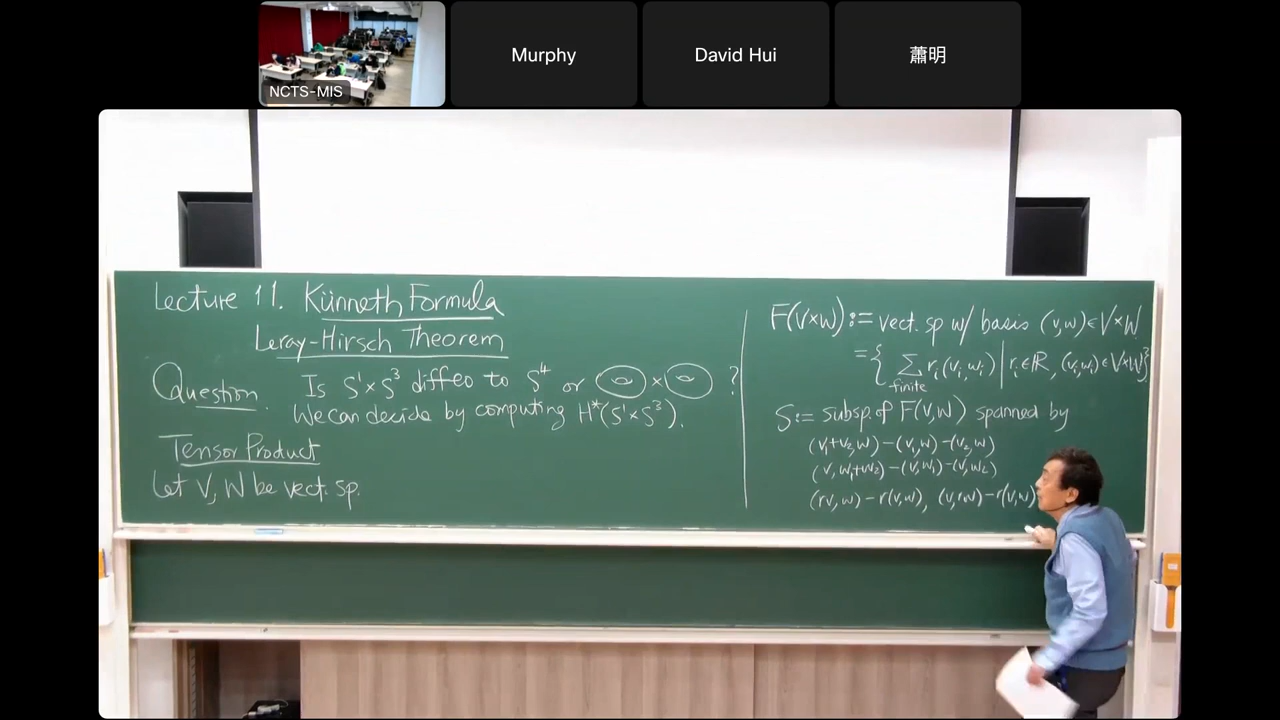 NCTS-MIS
Murphy
David Hui
蕭明
Lecture 11. Künneth Formula
Leray-Hirsch Theorem
Question. Is S¹×S³ diffeo to S⁴ or × ?
We can decide by computing H*(S¹×S³).
Tensor Product
Let V, W be vect. sp.
F(V×W) := vect. sp w/ basis (v,w)∈V×W
= { ∑ rᵢ(vᵢ,wᵢ) | rᵢ∈ℝ, (vᵢ,wᵢ)∈V×W }
finite
S := subsp. of F(V,W) spanned by
(v₁+v₂,w)-(v₁,w)-(v₂,w)
(v,w₁+w₂)-(v,w₁)-(v,w₂)
(rv,w)-r(v,w), (v,rw)-r(v,w)